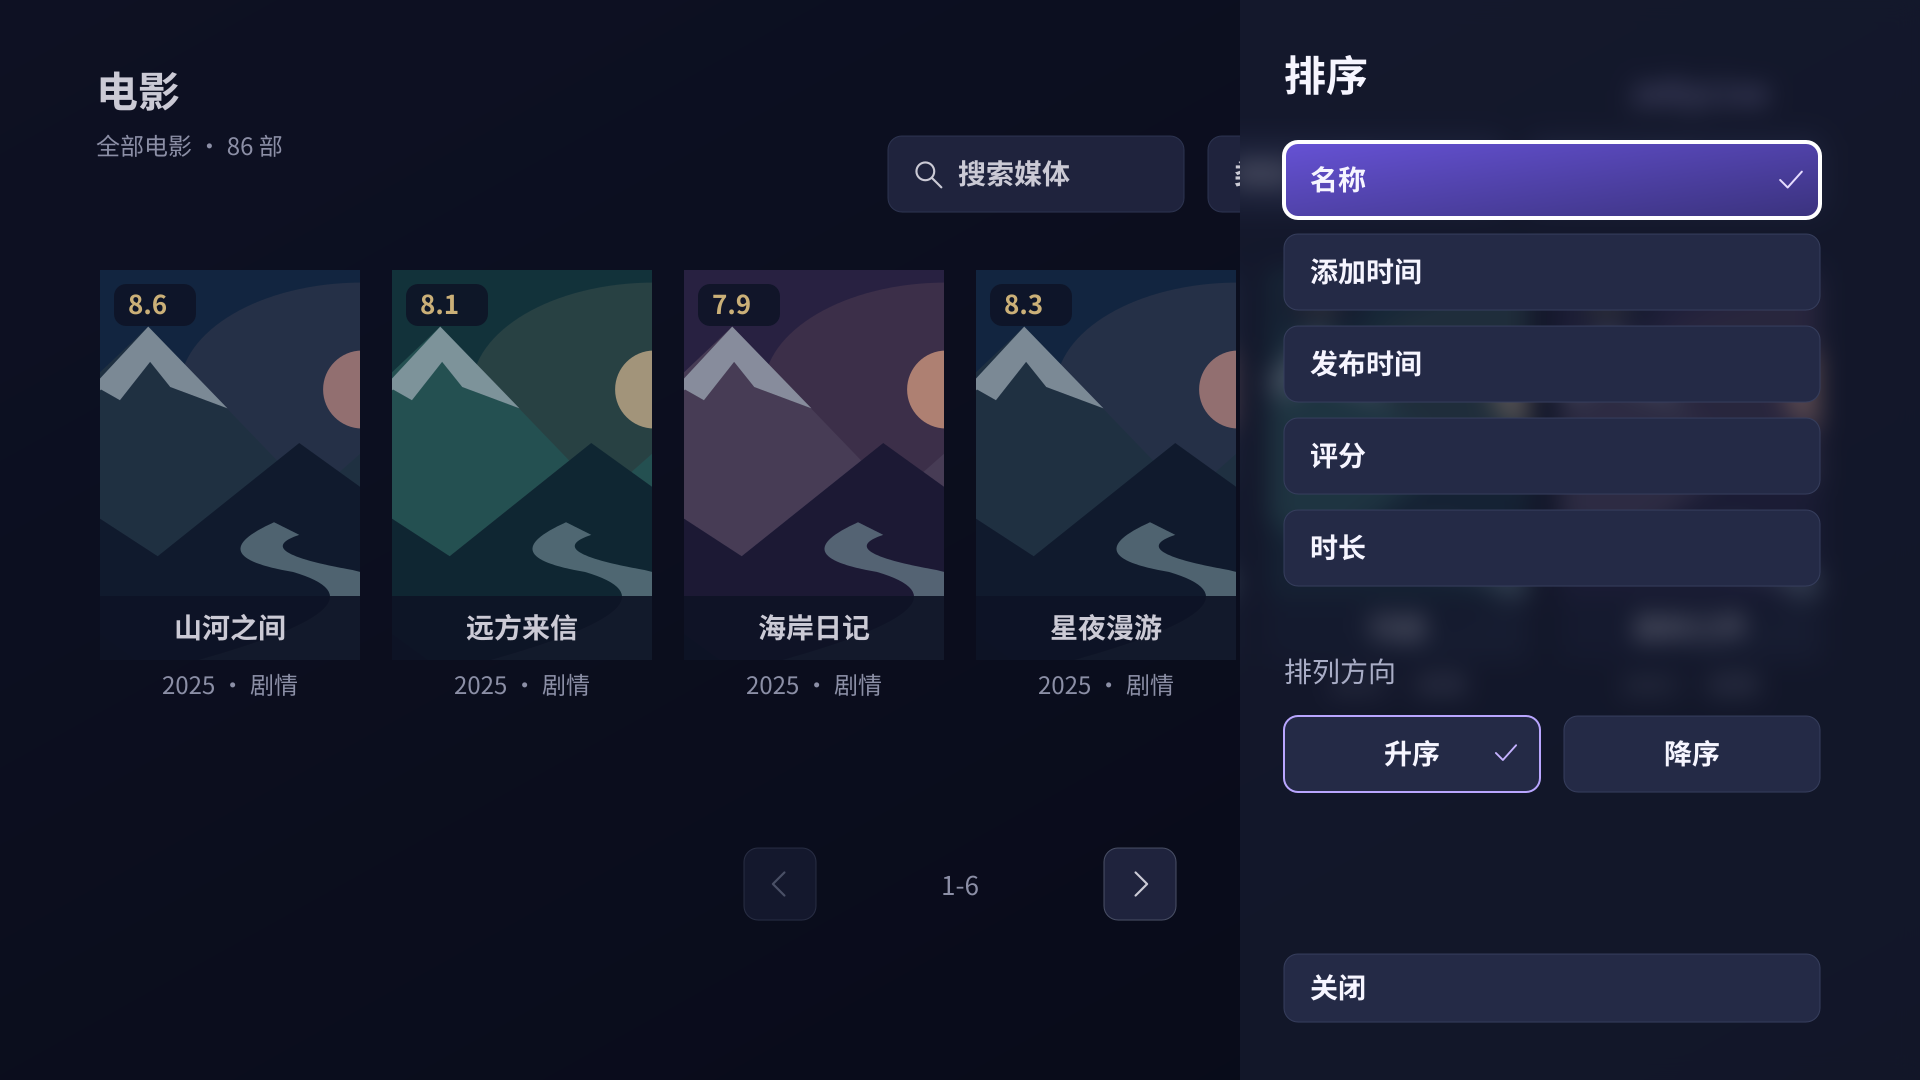 电影
全部电影 • 86 部
搜索媒体
8.6
8.1
7.9
8.3
山河之间
远方来信
海岸日记
星夜漫游
2025 • 剧情
2025 • 剧情
2025 • 剧情
2025 • 剧情
1-6
排序
名称
添加时间
发布时间
评分
时长
排列方向
升序
降序
关闭